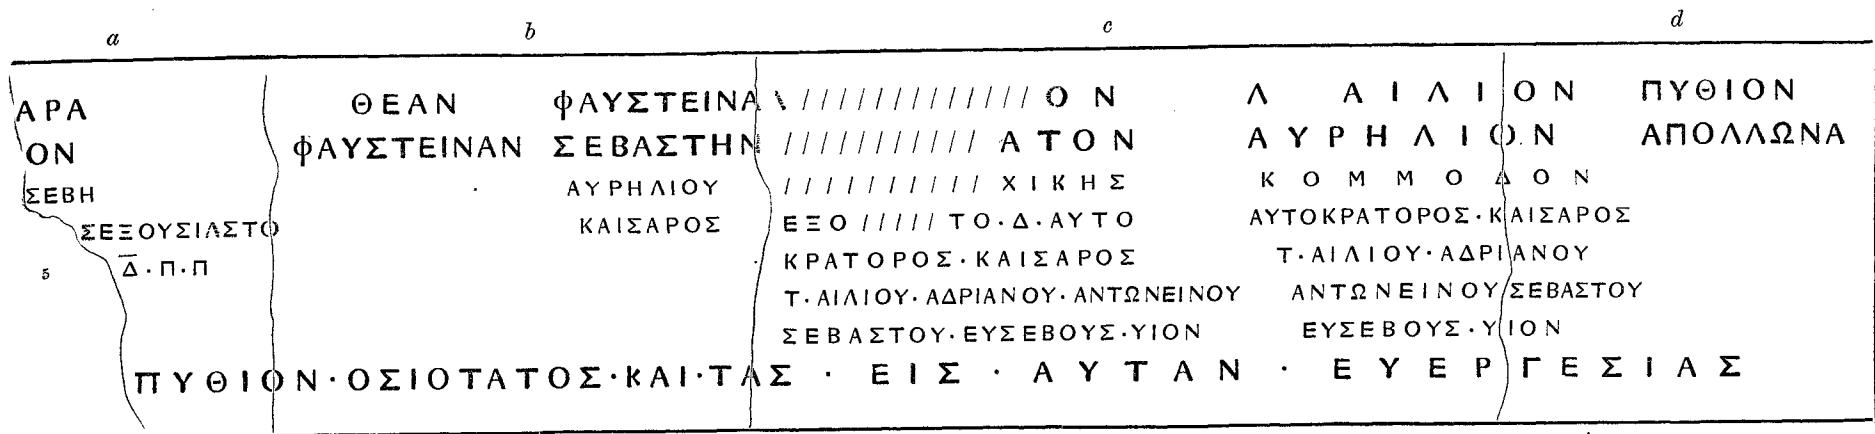 a b c d
ΑΡΑ ΘΕΑΝ ΦΑΥΣΤΕΙΝΑ ΟΝ Λ ΑΙΛΙΟΝ ΠΥΘΙΟΝ
ΟΝ ΦΑΥΣΤΕΙΝΑΝ ΣΕΒΑΣΤΗΝ ΑΤΟΝ ΑΥΡΗΛΙΟΝ ΑΠΟΛΛΩΝΑ
ΣΕΒΗ ΑΥΡΗΛΙΟΥ ΧΙΚΗΣ ΚΟΜΜΟΔΟΝ
ΣΕΞΟΥΣΙΛΣΤΟ ΚΑΙΣΑΡΟΣ ΕΞΟ/////ΤΟ·Δ·ΑΥΤΟ ΑΥΤΟΚΡΑΤΟΡΟΣ·ΚΑΙΣΑΡΟΣ
5 Δ̅·Π·Π ΚΡΑΤΟΡΟΣ·ΚΑΙΣΑΡΟΣ Τ·ΑΙΛΙΟΥ·ΑΔΡΙΑΝΟΥ
Τ·ΑΙΛΙΟΥ·ΑΔΡΙΑΝΟΥ·ΑΝΤΩΝΕΙΝΟΥ ΑΝΤΩΝΕΙΝΟΥ ΣΕΒΑΣΤΟΥ
ΣΕΒΑΣΤΟΥ·ΕΥΣΕΒΟΥΣ·ΥΙΟΝ ΕΥΣΕΒΟΥΣ·ΥΙΟΝ
ΠΥΘΙΟΝ·ΟΣΙΟΤΑΤΟΣ·ΚΑΙ·ΤΑΣ · ΕΙΣ · ΑΥΤΑΝ · ΕΥΕΡΓΕΣΙΑΣ